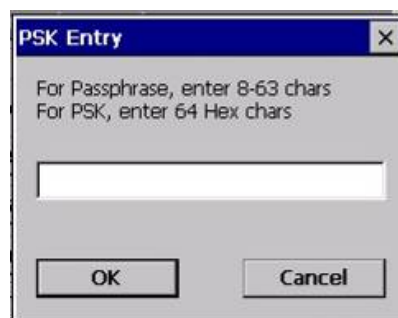 PSK Entry
For Passphrase, enter 8-63 chars
For PSK, enter 64 Hex chars
OK
Cancel